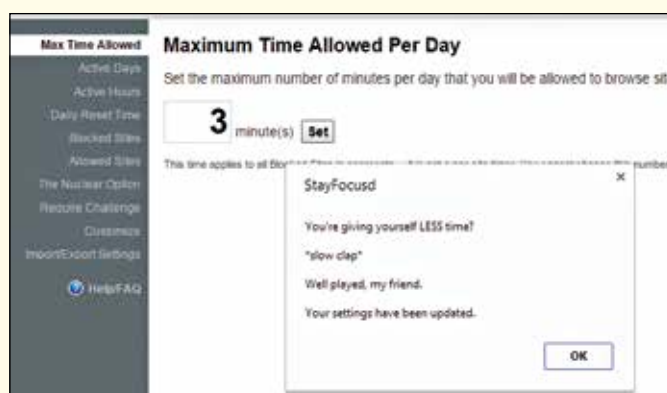 Max Time Allowed
Active Days
Active Hours
Daily Reset Time
Blocked Sites
Allowed Sites
The Nuclear Option
Require Challenge
Customize
Import/Export Settings
Help/FAQ
Maximum Time Allowed Per Day
Set the maximum number of minutes per day that you will be allowed to browse
3 minute(s) Set
This time applies to all Blocked Sites
StayFocusd
You're giving yourself LESS time?
*slow clap*
Well played, my friend.
Your settings have been updated.
OK